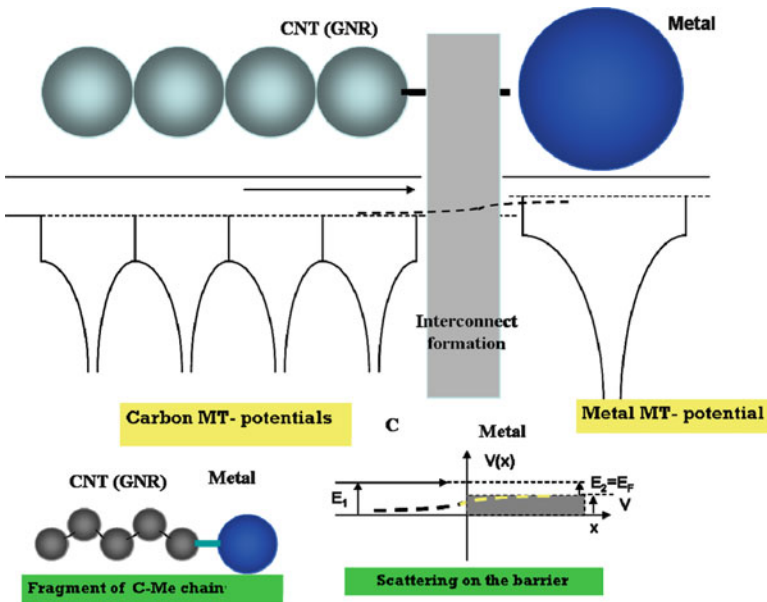 CNT (GNR)
Metal
Interconnect
formation
Carbon MT- potentials
Metal MT- potential
C
Metal
V(x)
E₁
E₂=E_F
V
x
CNT (GNR)
Metal
Fragment of C-Me chain
Scattering on the barrier